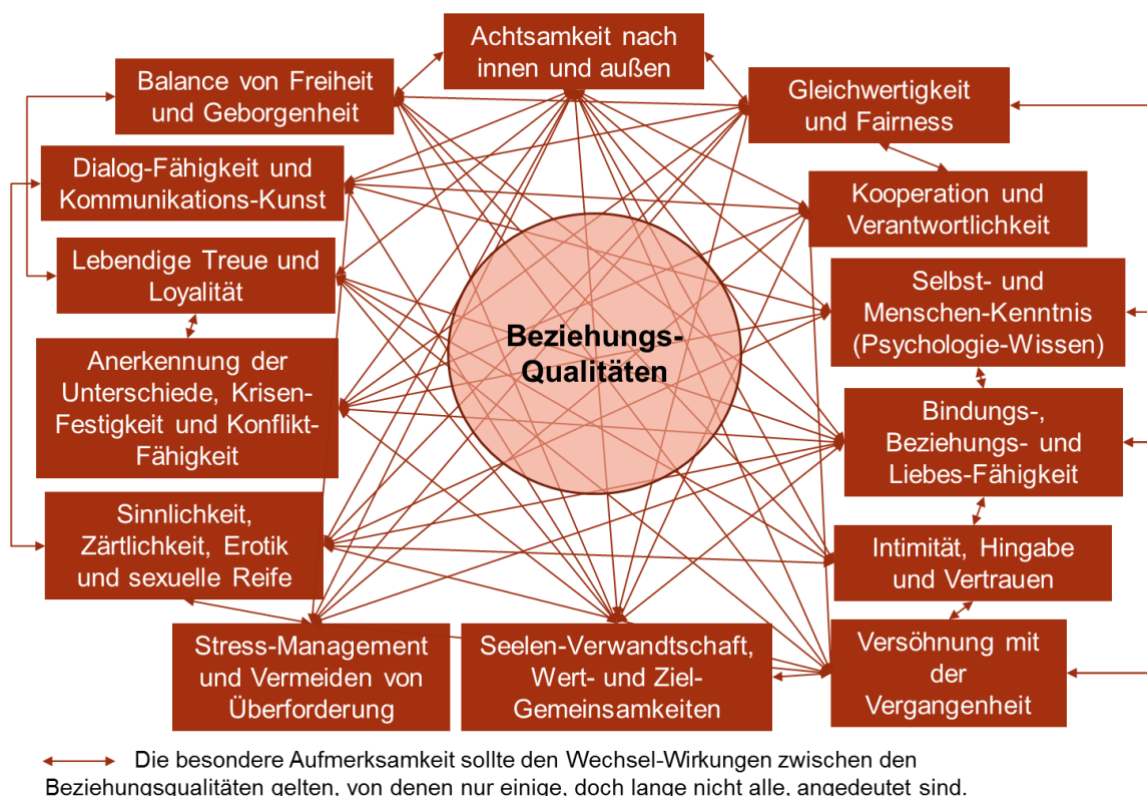 Achtsamkeit nach
innen und außen
Balance von Freiheit
und Geborgenheit
Gleichwertigkeit
und Fairness
Dialog-Fähigkeit und
Kommunikations-Kunst
Kooperation und
Verantwortlichkeit
Lebendige Treue und
Loyalität
Selbst- und
Menschen-Kenntnis
(Psychologie-Wissen)
Beziehungs-
Qualitäten
Anerkennung der
Unterschiede, Krisen-
Festigkeit und Konflikt-
Fähigkeit
Bindungs-,
Beziehungs- und
Liebes-Fähigkeit
Sinnlichkeit,
Zärtlichkeit, Erotik
und sexuelle Reife
Intimität, Hingabe
und Vertrauen
Stress-Management
und Vermeiden von
Überforderung
Seelen-Verwandtschaft,
Wert- und Ziel-
Gemeinsamkeiten
Versöhnung mit
der
Vergangenheit
Die besondere Aufmerksamkeit sollte den Wechsel-Wirkungen zwischen den
Beziehungsqualitäten gelten, von denen nur einige, doch lange nicht alle, angedeutet sind.